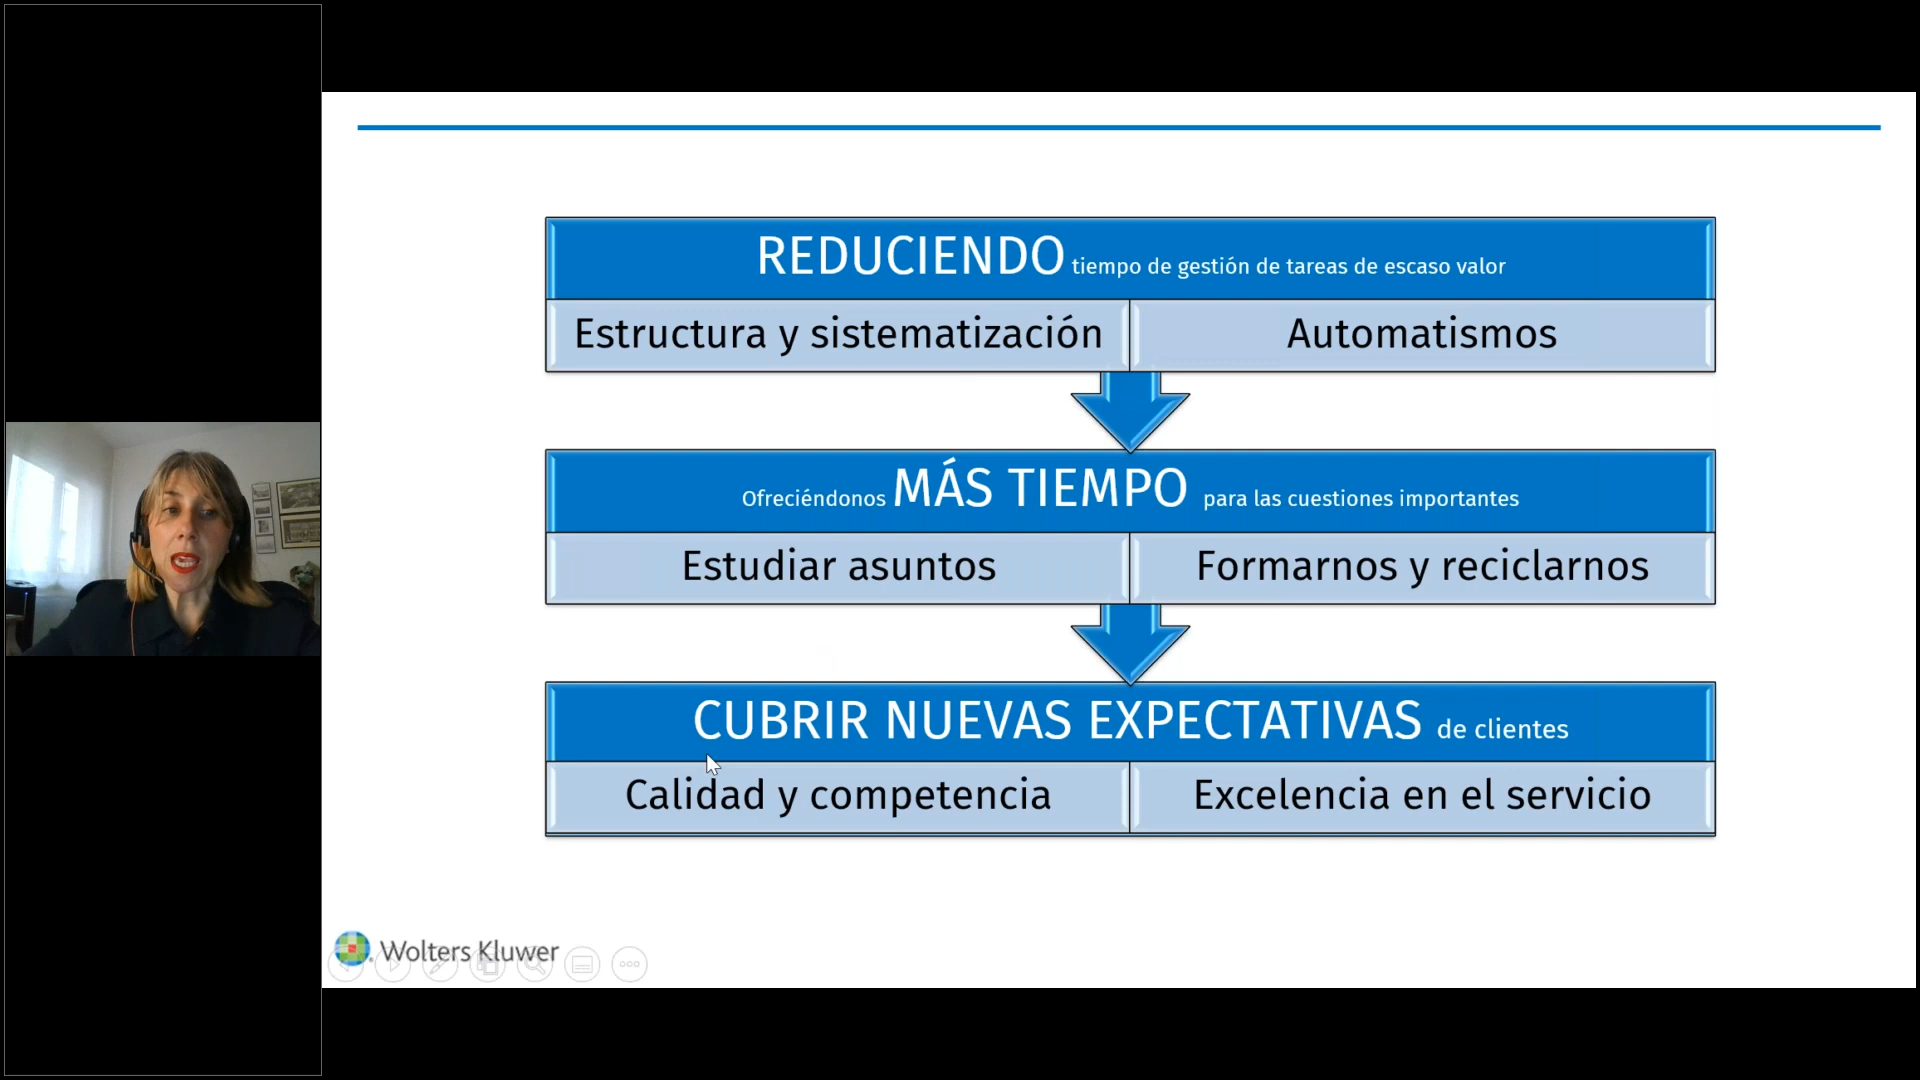 REDUCIENDO tiempo de gestión de tareas de escaso valor
Estructura y sistematización
Automatismos
Ofreciéndonos MÁS TIEMPO para las cuestiones importantes
Estudiar asuntos
Formarnos y reciclarnos
CUBRIR NUEVAS EXPECTATIVAS de clientes
Calidad y competencia
Excelencia en el servicio
Wolters Kluwer